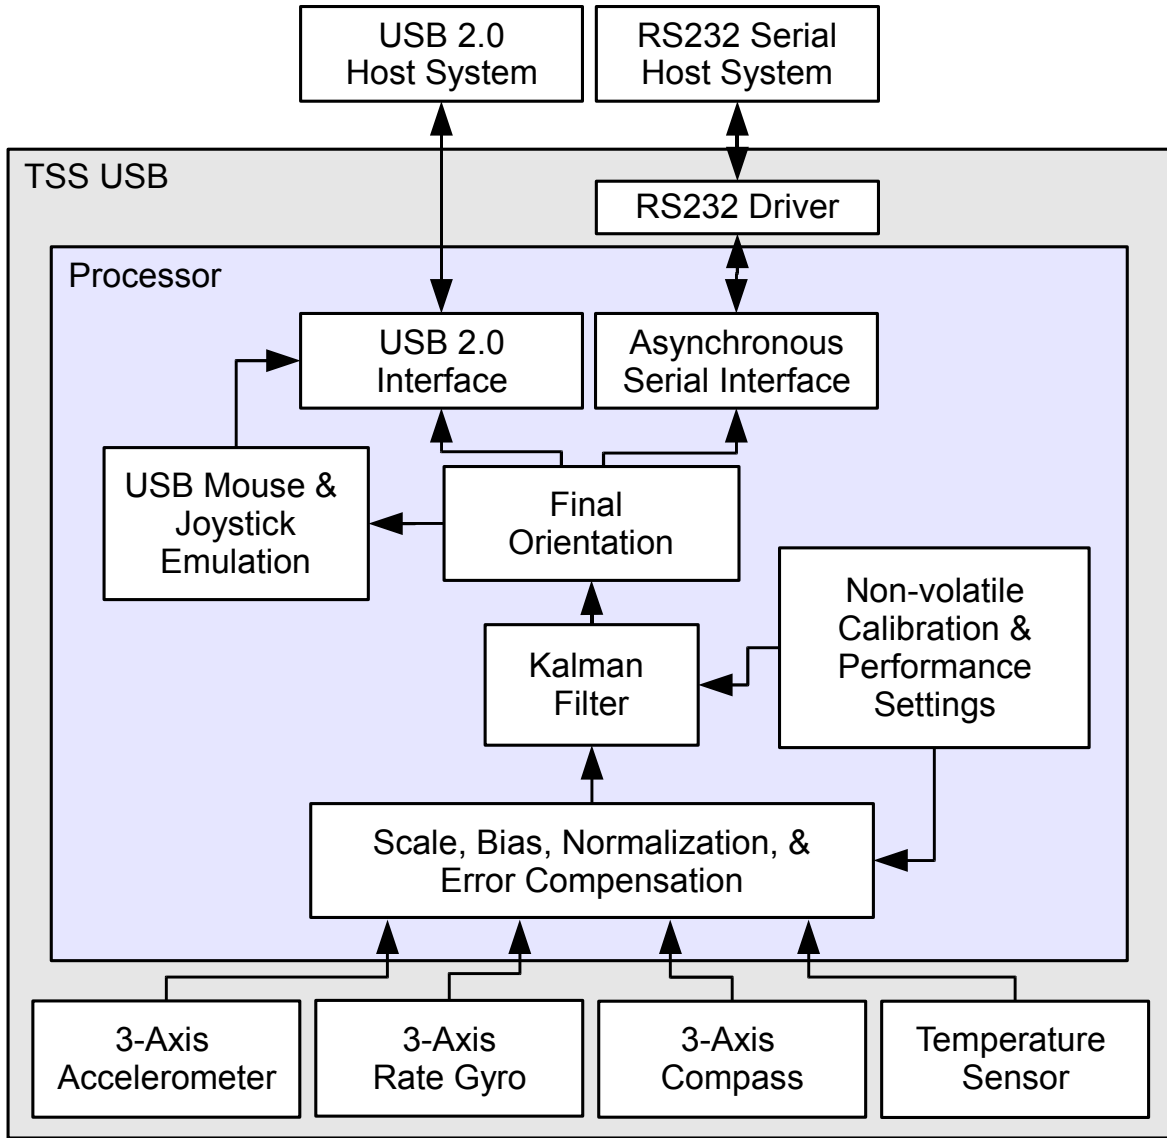 USB 2.0
Host System
RS232 Serial
Host System
TSS USB
RS232 Driver
Processor
USB 2.0
Interface
Asynchronous
Serial Interface
USB Mouse &
Joystick
Emulation
Final
Orientation
Non-volatile
Calibration &
Performance
Settings
Kalman
Filter
Scale, Bias, Normalization, &
Error Compensation
3-Axis
Accelerometer
3-Axis
Rate Gyro
3-Axis
Compass
Temperature
Sensor